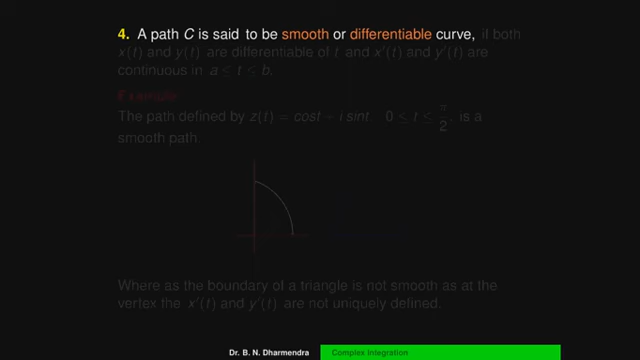 4. A path C is said to be smooth or differentiable curve, if both
x(t) and y(t) are differentiable of t and x'(t) and y'(t) are
continuous in a ≤ t ≤ b.
Example
The path defined by z(t) = cost + i sint 0 ≤ t ≤ π/2, is a
smooth path.
Where as the boundary of a triangle is not smooth as at the
vertex the x'(t) and y'(t) are not uniquely defined.
Dr. B. N. Dharmendra Complex Integration